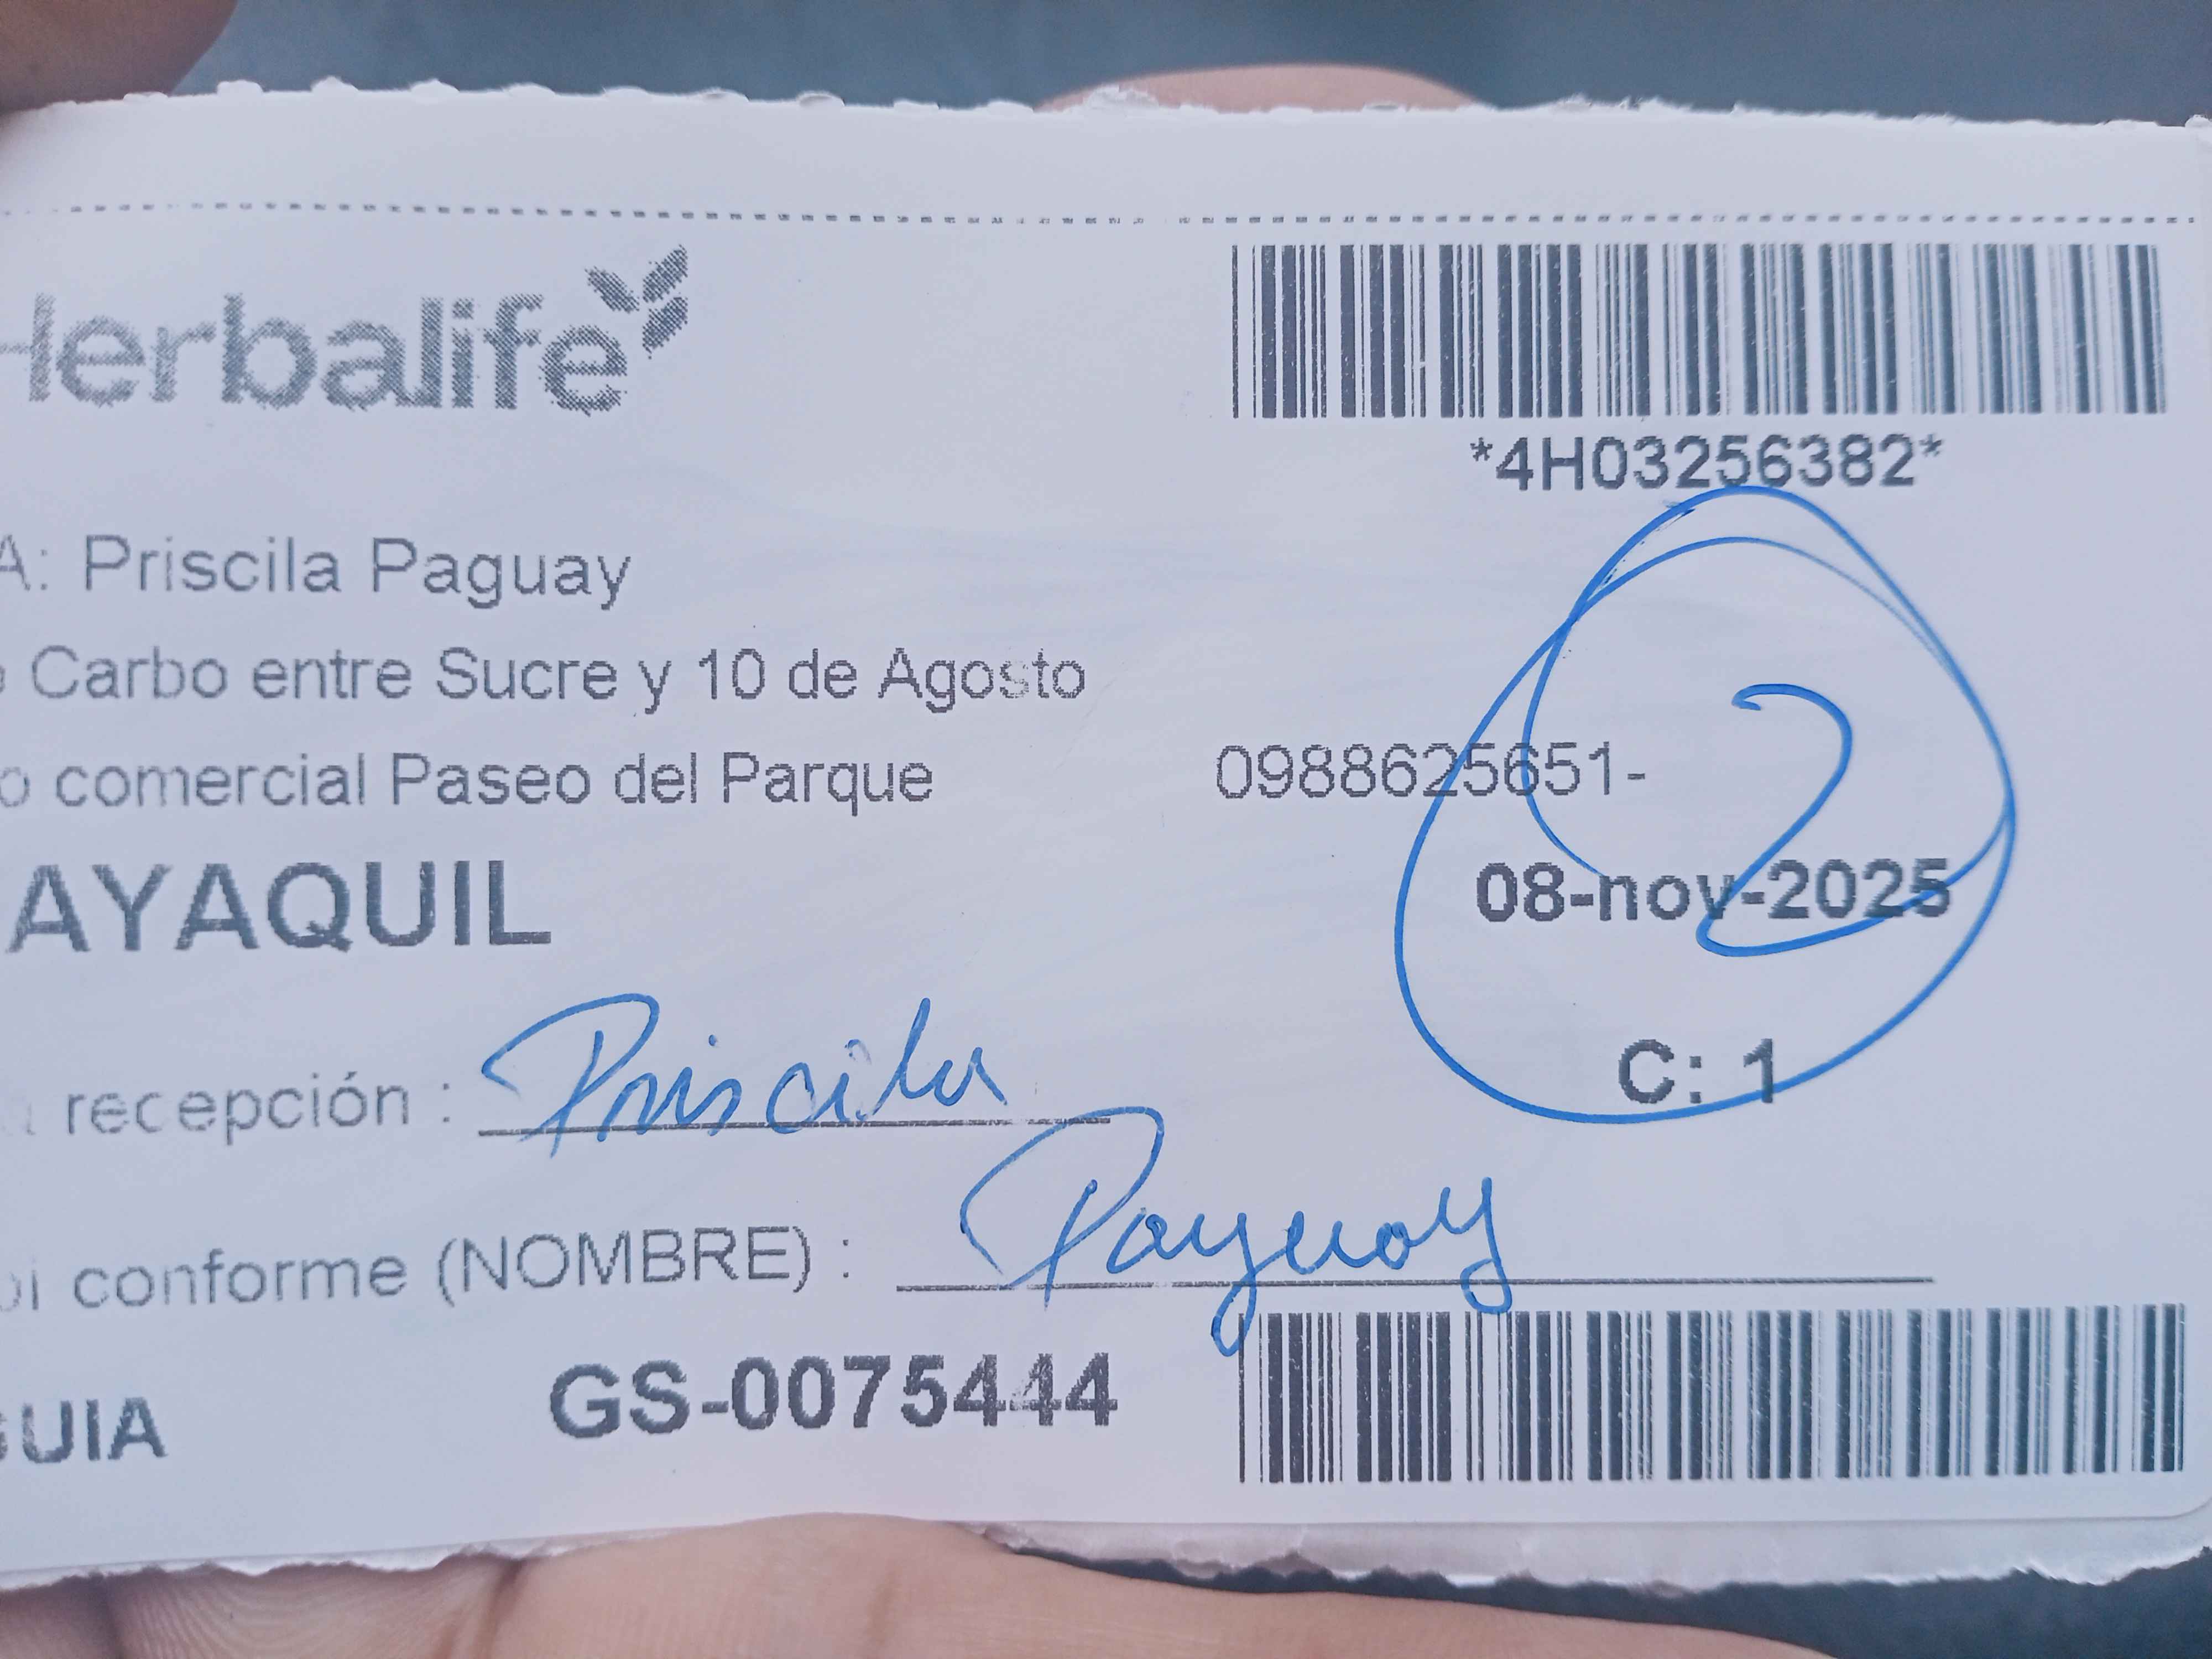 Herbalife
*4H03256382*
A: Priscila Paguay
Carbo entre Sucre y 10 de Agosto
comercial Paseo del Parque 0988625651-
AYAQUIL 08-nov-2025
2
C: 1
recepción : Priscila
conforme (NOMBRE) : Paguay
GUIA GS-0075444